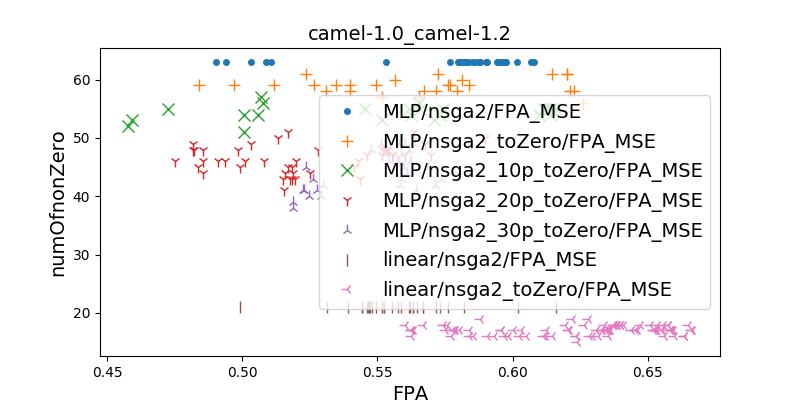 camel-1.0_camel-1.2
numOfnonZero
60
50
40
30
20
MLP/nsga2/FPA_MSE
MLP/nsga2_toZero/FPA_MSE
MLP/nsga2_10p_toZero/FPA_MSE
MLP/nsga2_20p_toZero/FPA_MSE
MLP/nsga2_30p_toZero/FPA_MSE
linear/nsga2/FPA_MSE
linear/nsga2_toZero/FPA_MSE
0.45 0.50 0.55 0.60 0.65
FPA